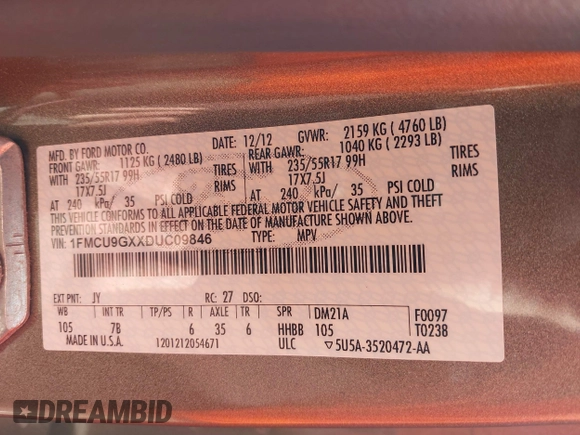 MFD. BY FORD MOTOR CO.
DATE: 12/12 GVWR: 2159 KG ( 4760 LB)
FRONT GAWR: 1125 KG ( 2480 LB) REAR GAWR: 1040 KG ( 2293 LB)
WITH 235/55R17 99H TIRES WITH 235/55R17 99H TIRES
17X7.5J RIMS 17X7.5J RIMS
AT 240 kPa/ 35 PSI COLD AT 240 kPa/ 35 PSI COLD
THIS VEHICLE CONFORMS TO ALL APPLICABLE FEDERAL MOTOR VEHICLE SAFETY AND THEFT
PREVENTION STANDARDS IN EFFECT ON THE DATE OF MANUFACTURE SHOWN ABOVE.
VIN: 1FMCU9GXXDUC09846 TYPE: MPV
EXT PNT: JY RC: 27 DSO:
WB INT TR TP/PS R AXLE TR SPR DM21A F0097
105 7B 6 35 6 HHBB 105 T0238
MADE IN U.S.A. 1201212054671 ULC ▽5U5A-3520472-AA
DREAMBID